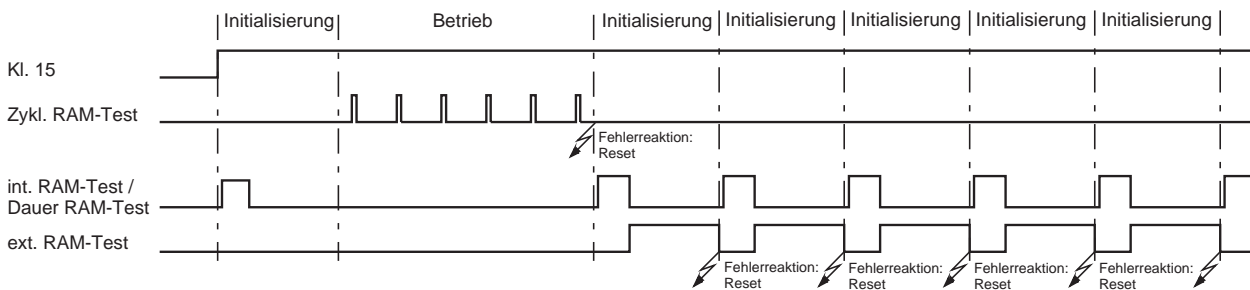 Initialisierung Betrieb Initialisierung Initialisierung Initialisierung Initialisierung Initialisierung
Kl. 15
Zykl. RAM-Test
Fehlerreaktion:
Reset
int. RAM-Test /
Dauer RAM-Test
ext. RAM-Test
Fehlerreaktion: Fehlerreaktion: Fehlerreaktion: Fehlerreaktion:
Reset Reset Reset Reset